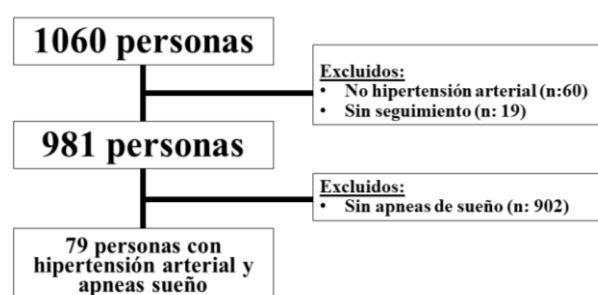 1060 personas
Excluidos:
• No hipertensión arterial (n:60)
• Sin seguimiento (n: 19)
981 personas
Excluidos:
• Sin apneas de sueño (n: 902)
79 personas con
hipertensión arterial y
apneas sueño